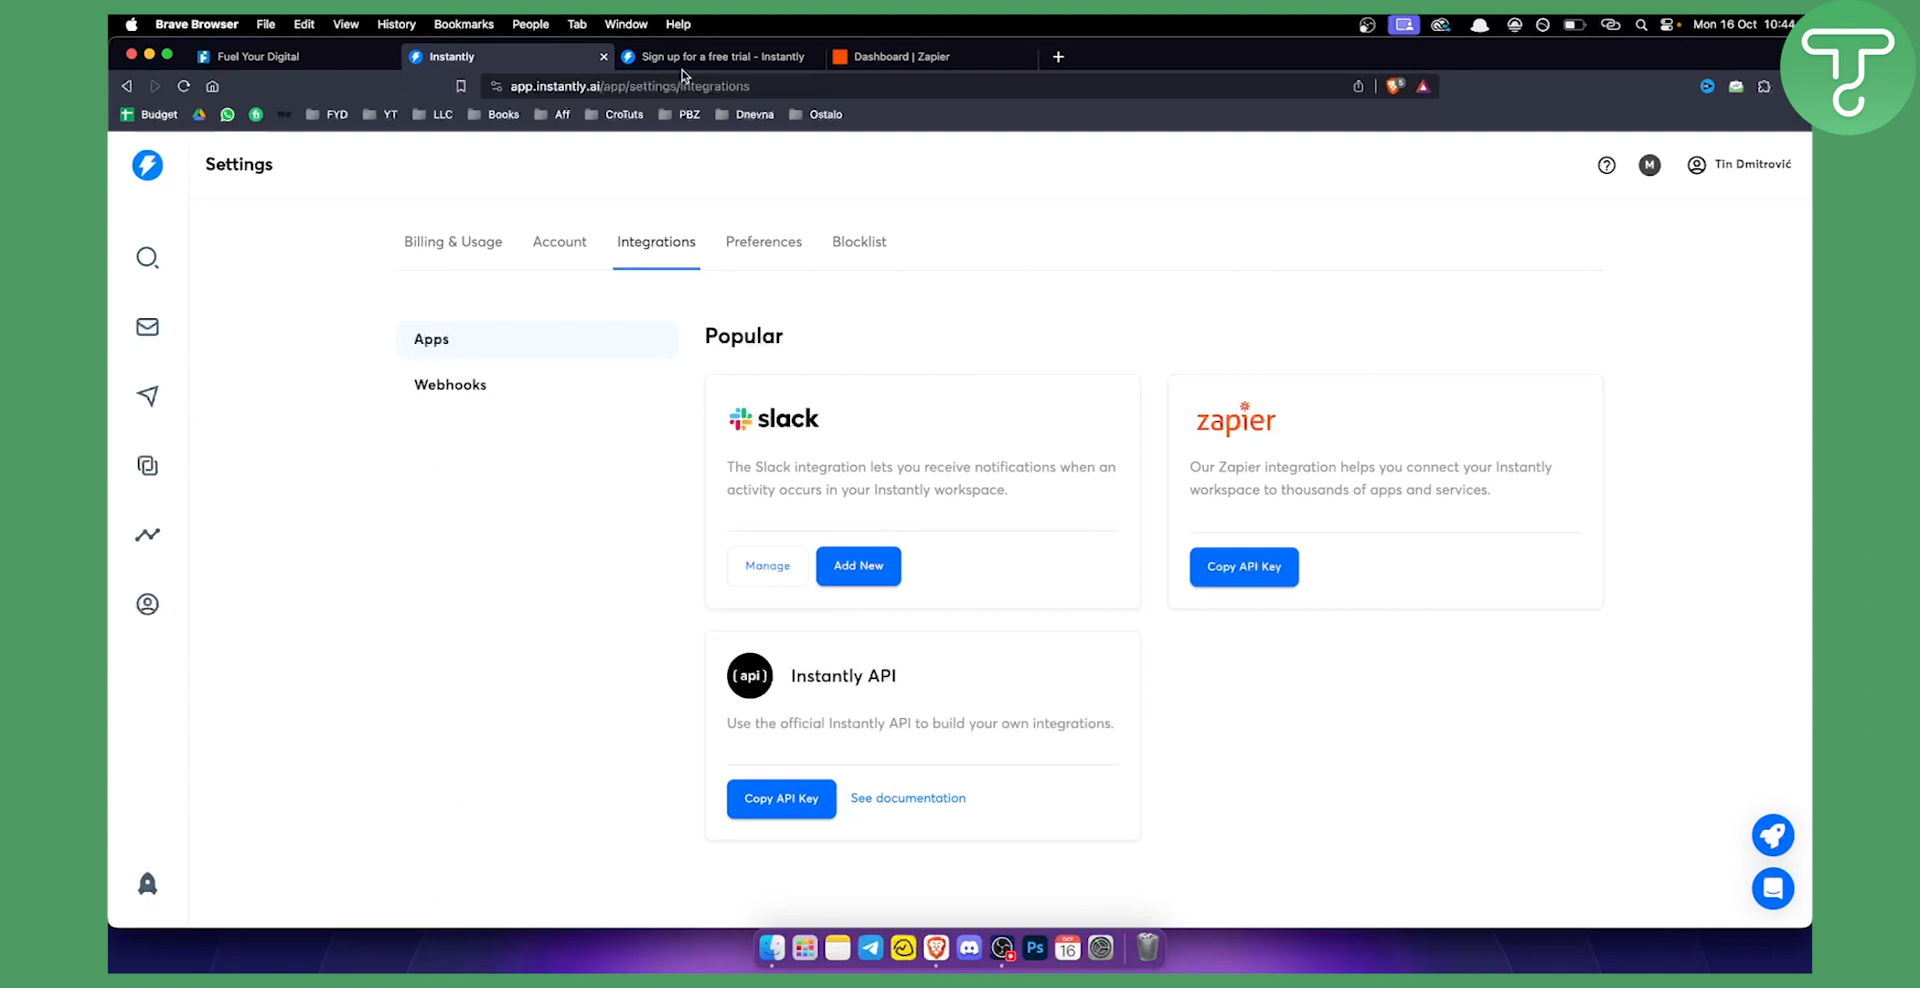 Brave Browser File Edit View History Bookmarks People Tab Window Help Mon 16 Oct 10:44
Fuel Your Digital Instantly Sign up for a free trial - Instantly Dashboard | Zapier
app.instantly.ai/app/settings/integrations
Budget FYD YT LLC Books Aff CroTuts PBZ Dnevna Ostalo
Settings
M Tin Dmitrović
Billing & Usage Account Integrations Preferences Blocklist
Apps
Webhooks
Popular
slack
The Slack integration lets you receive notifications when an
activity occurs in your Instantly workspace.
Manage Add New
zapier
Our Zapier integration helps you connect your Instantly
workspace to thousands of apps and services.
Copy API Key
{api} Instantly API
Use the official Instantly API to build your own integrations.
Copy API Key See documentation
Ps
OCT
16